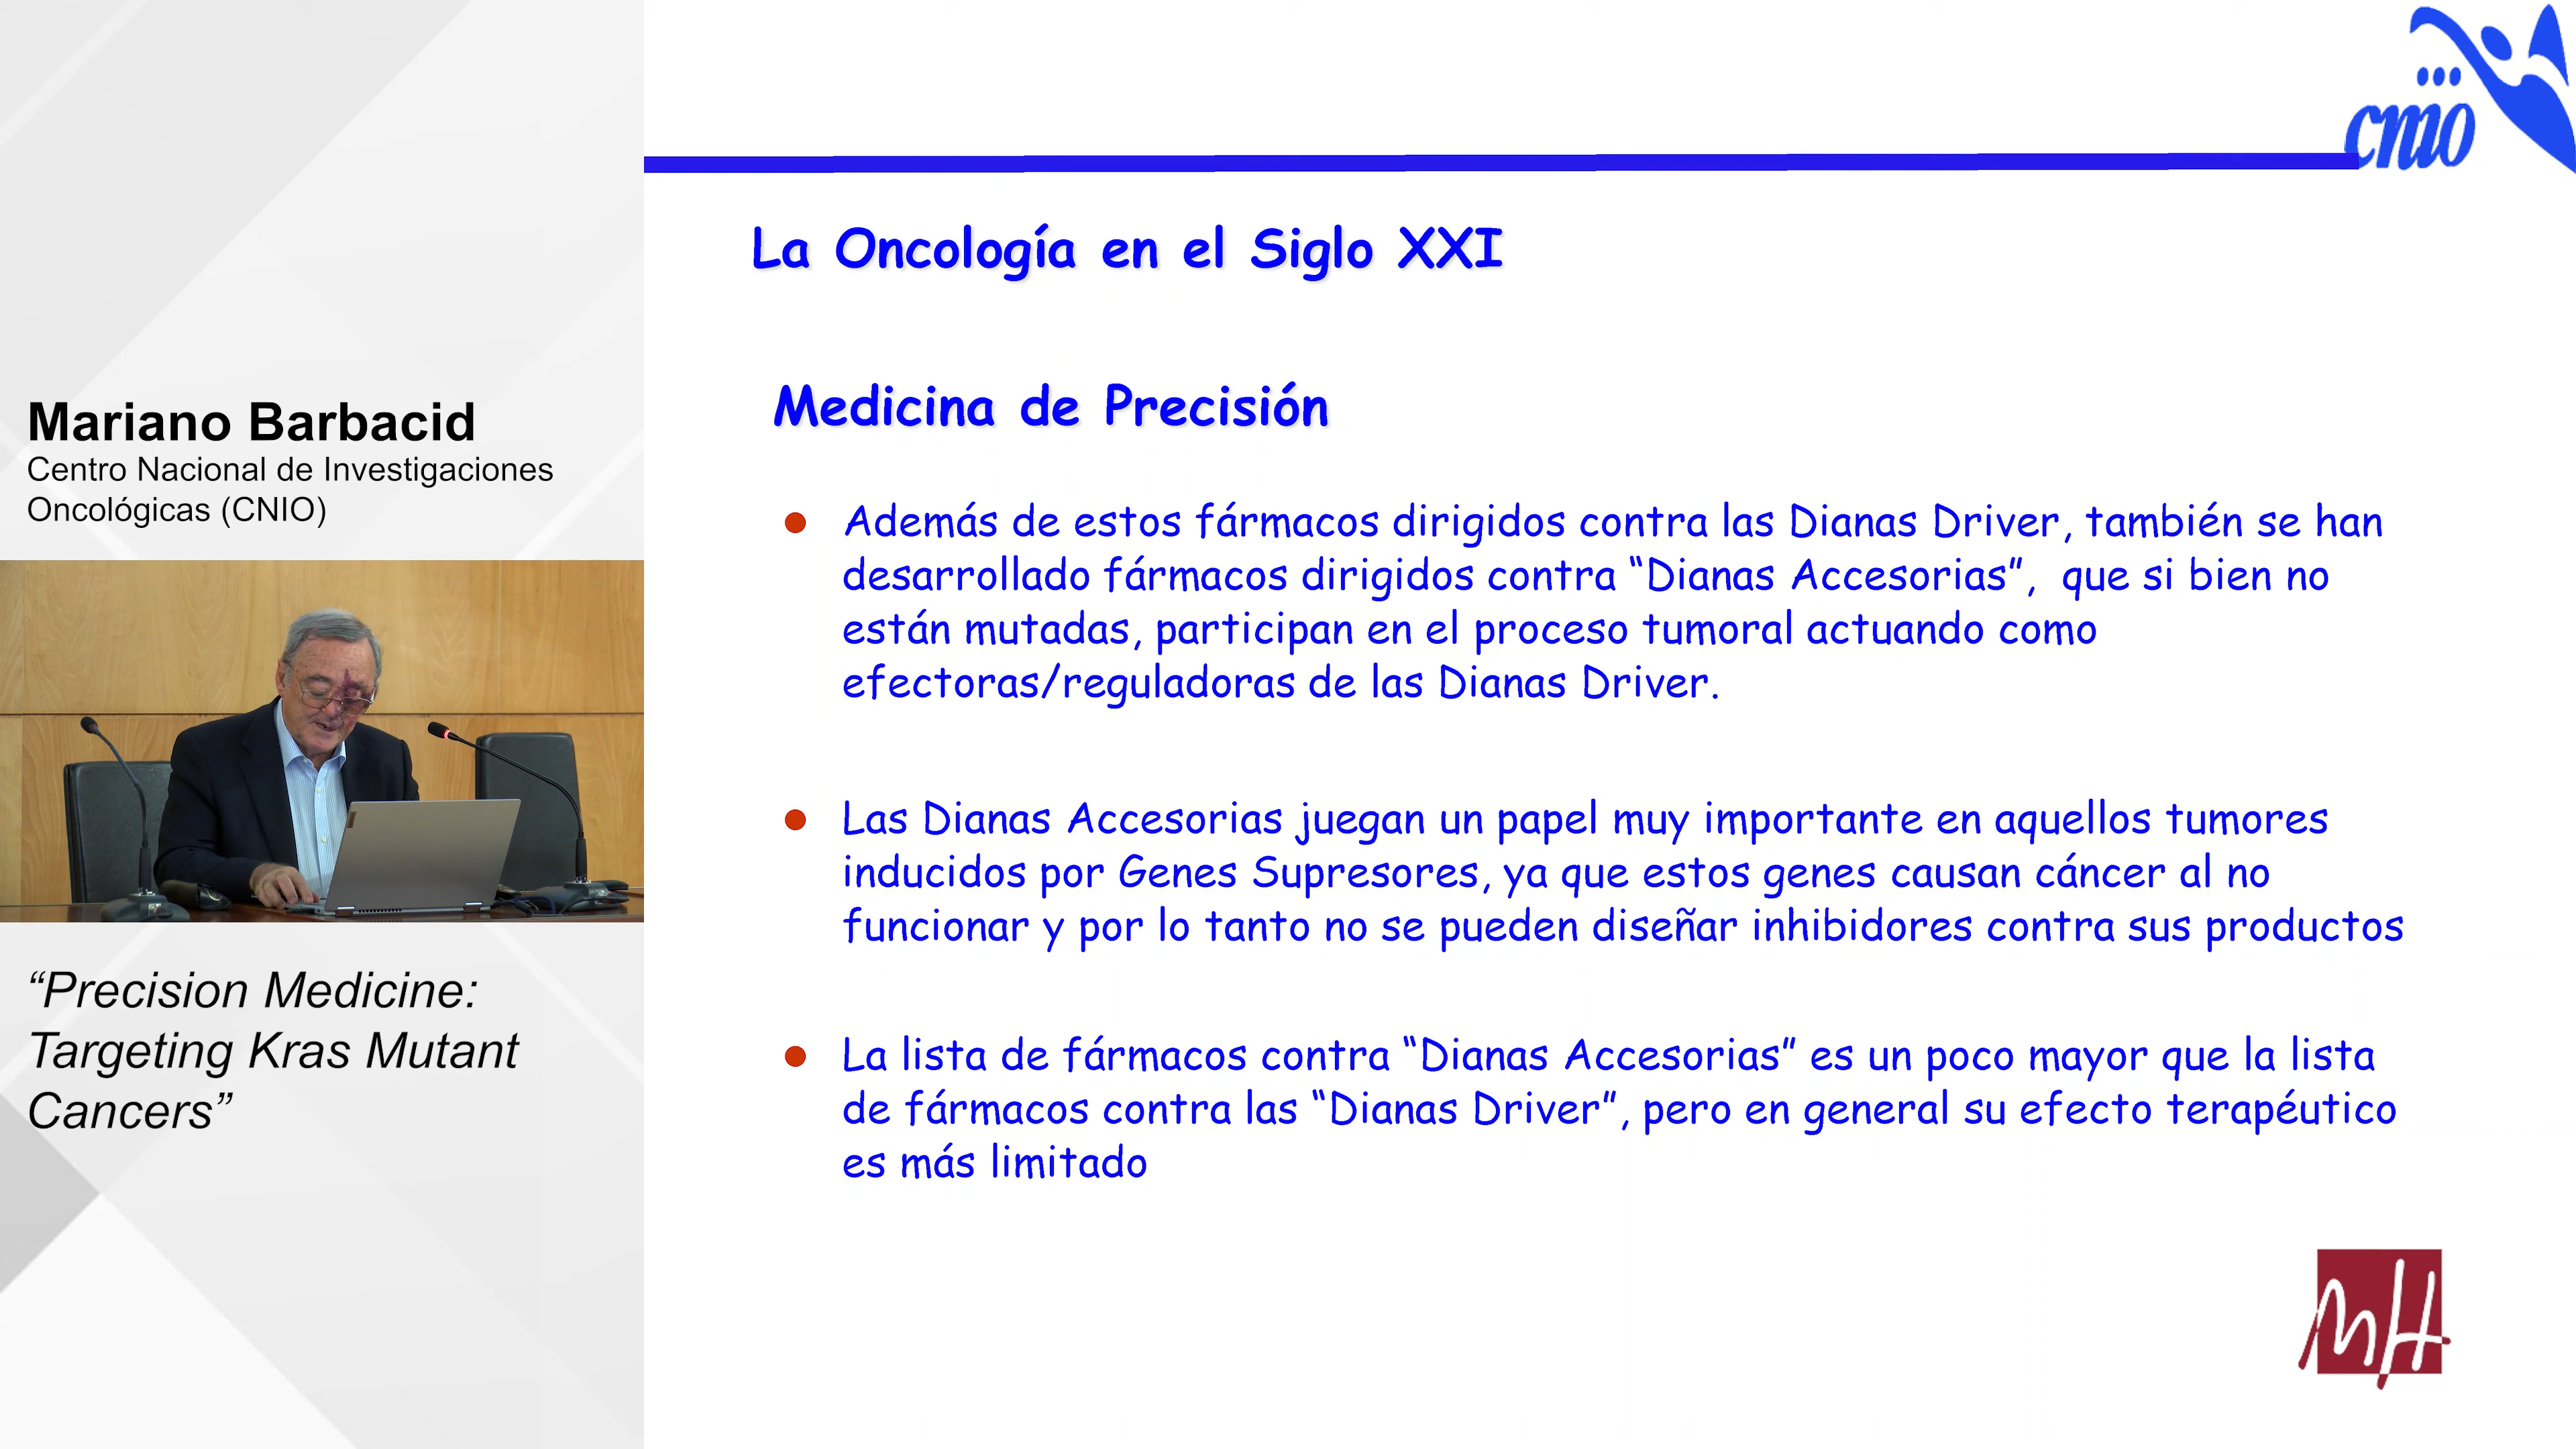 Mariano Barbacid
Centro Nacional de Investigaciones
Oncológicas (CNIO)
“Precision Medicine:
Targeting Kras Mutant
Cancers”
cnio
La Oncología en el Siglo XXI
Medicina de Precisión
Además de estos fármacos dirigidos contra las Dianas Driver, también se han
desarrollado fármacos dirigidos contra “Dianas Accesorias”, que si bien no
están mutadas, participan en el proceso tumoral actuando como
efectoras/reguladoras de las Dianas Driver.
Las Dianas Accesorias juegan un papel muy importante en aquellos tumores
inducidos por Genes Supresores, ya que estos genes causan cáncer al no
funcionar y por lo tanto no se pueden diseñar inhibidores contra sus productos
La lista de fármacos contra “Dianas Accesorias” es un poco mayor que la lista
de fármacos contra las “Dianas Driver”, pero en general su efecto terapéutico
es más limitado
MH